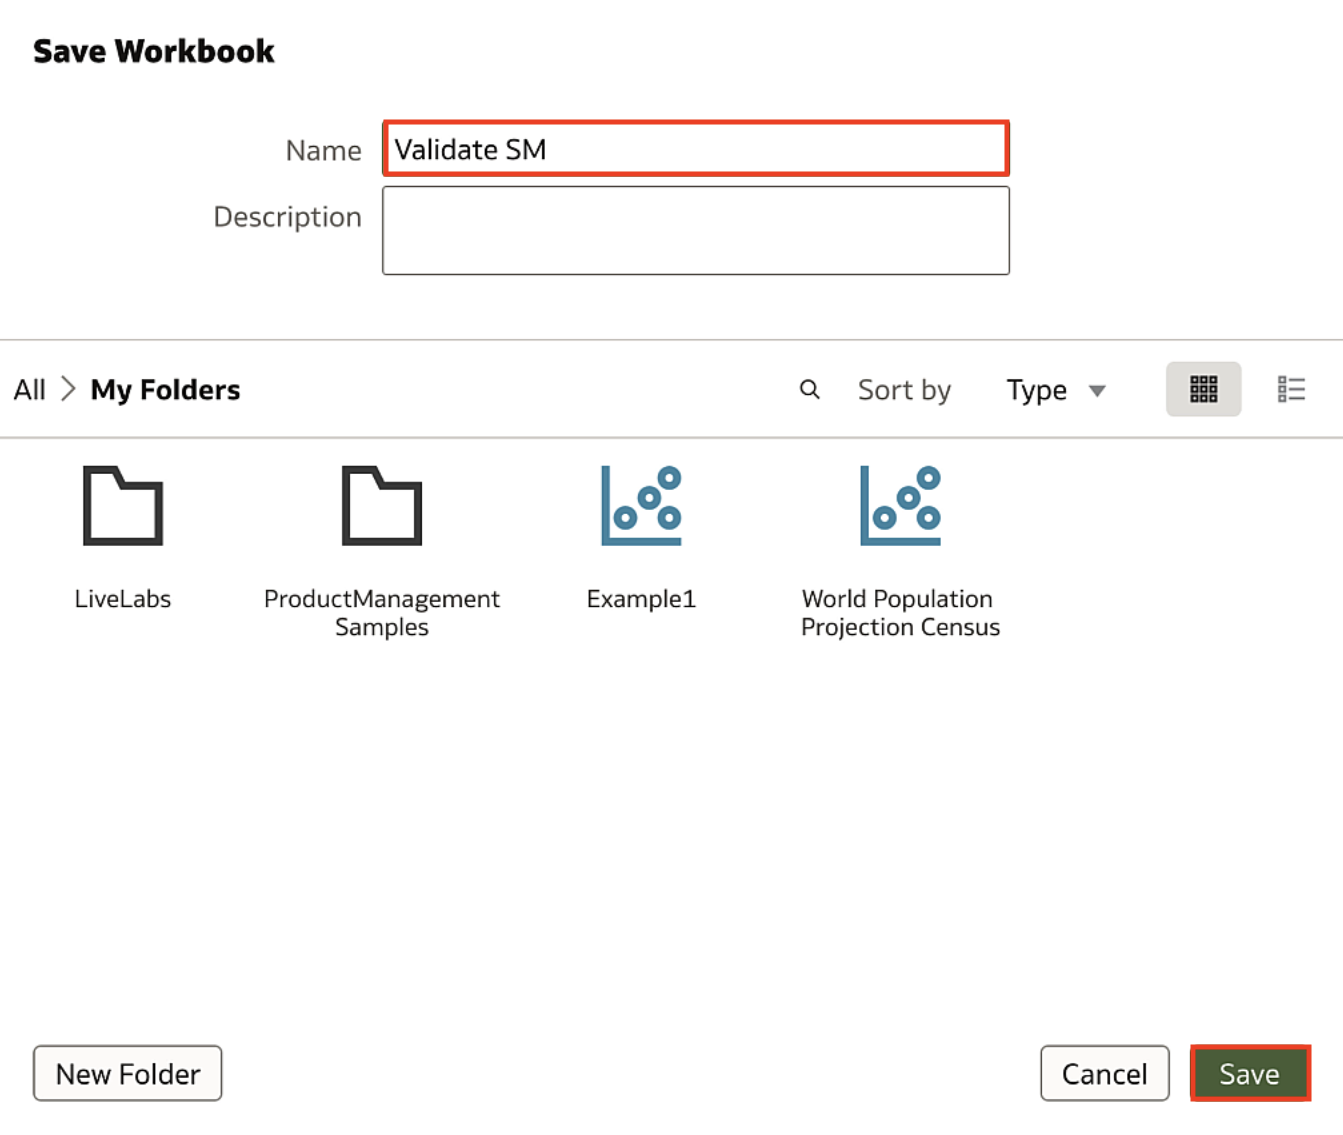 Save Workbook
Name Validate SM
Description
All My Folders Sort by Type
LiveLabs ProductManagement Samples Example1 World Population Projection Census
New Folder Cancel Save